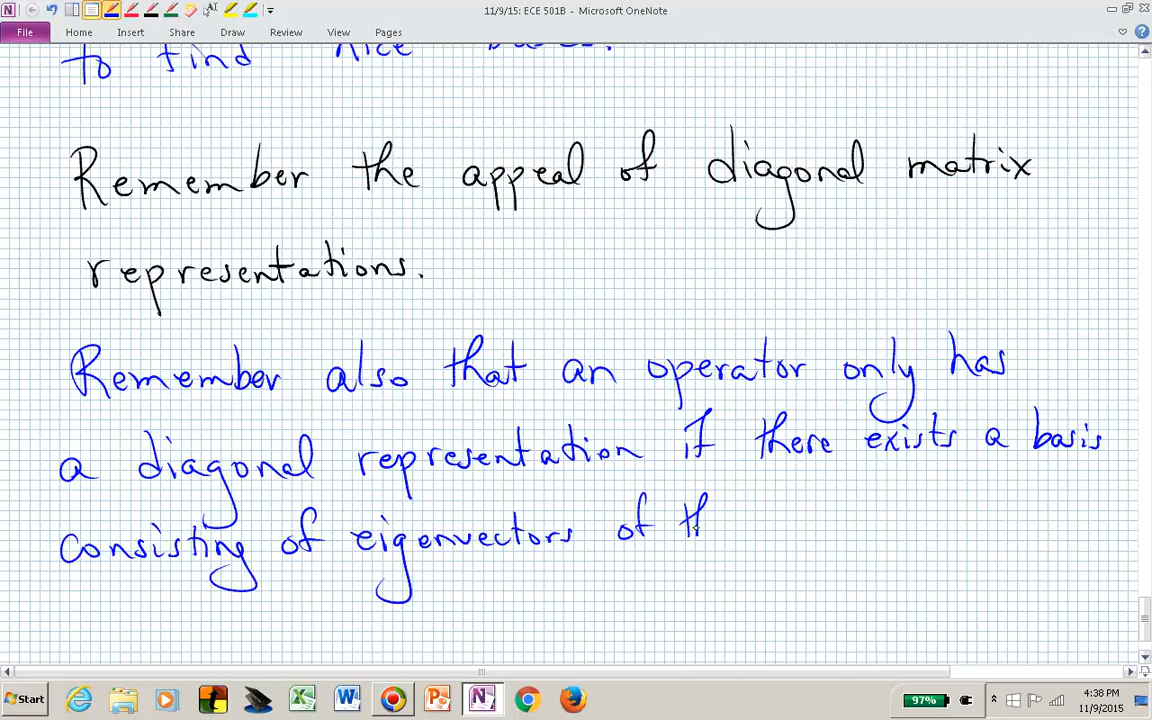 11/9/15: ECE 501B - Microsoft OneNote
File Home Insert Share Draw Review View Pages
to find nice
Remember the appeal of diagonal matrix
representations.
Remember also that an operator only has
a diagonal representation if there exists a basis
consisting of eigenvectors of th
Start 97% 4:38 PM
11/9/2015